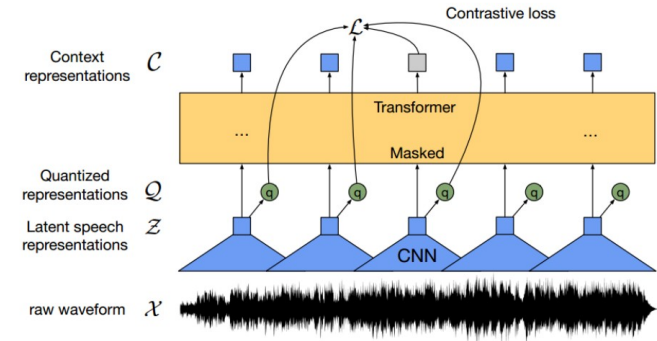 Contrastive loss
ℒ
Context
representations 𝒞
Transformer
... ...
Masked
Quantized
representations 𝒬
q q q q q
Latent speech
representations 𝒵
CNN
raw waveform 𝒳